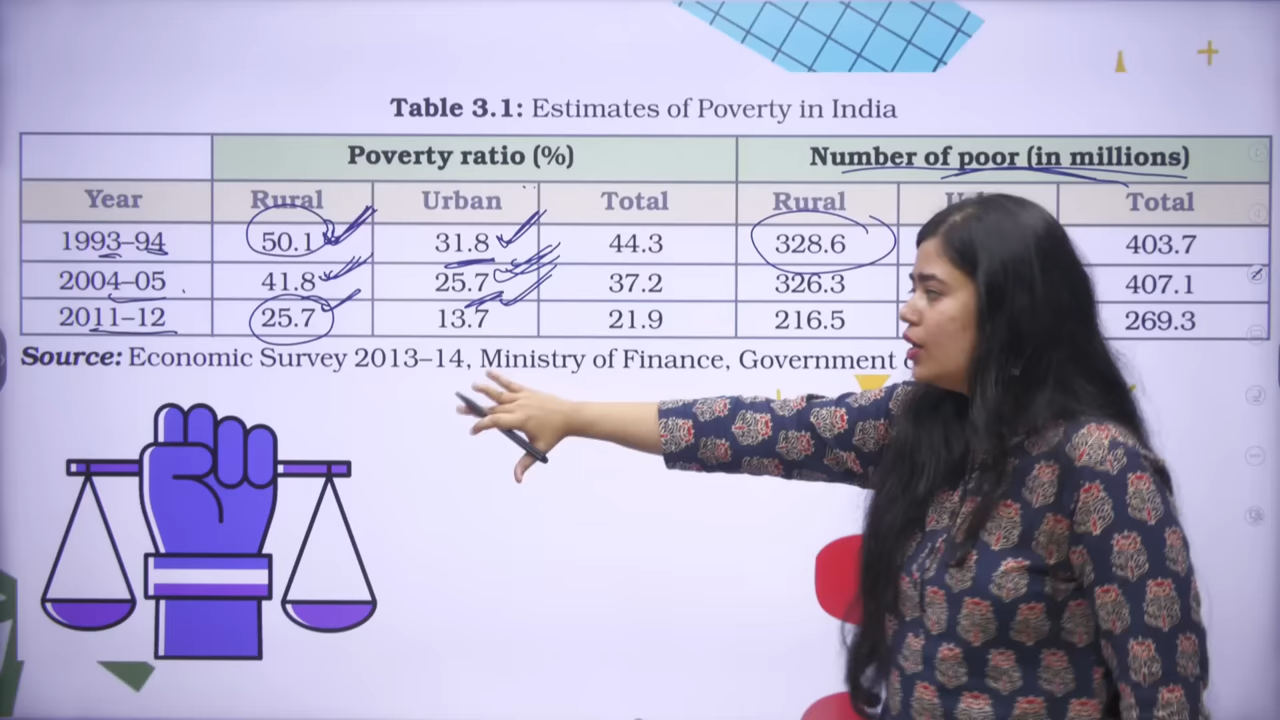 Table 3.1: Estimates of Poverty in India
Poverty ratio (%) Number of poor (in millions)
Year Rural Urban Total Rural Total
1993–94 50.1 31.8 44.3 328.6 403.7
2004–05 41.8 25.7 37.2 326.3 407.1
2011–12 25.7 13.7 21.9 216.5 269.3
Source: Economic Survey 2013–14, Ministry of Finance, Government